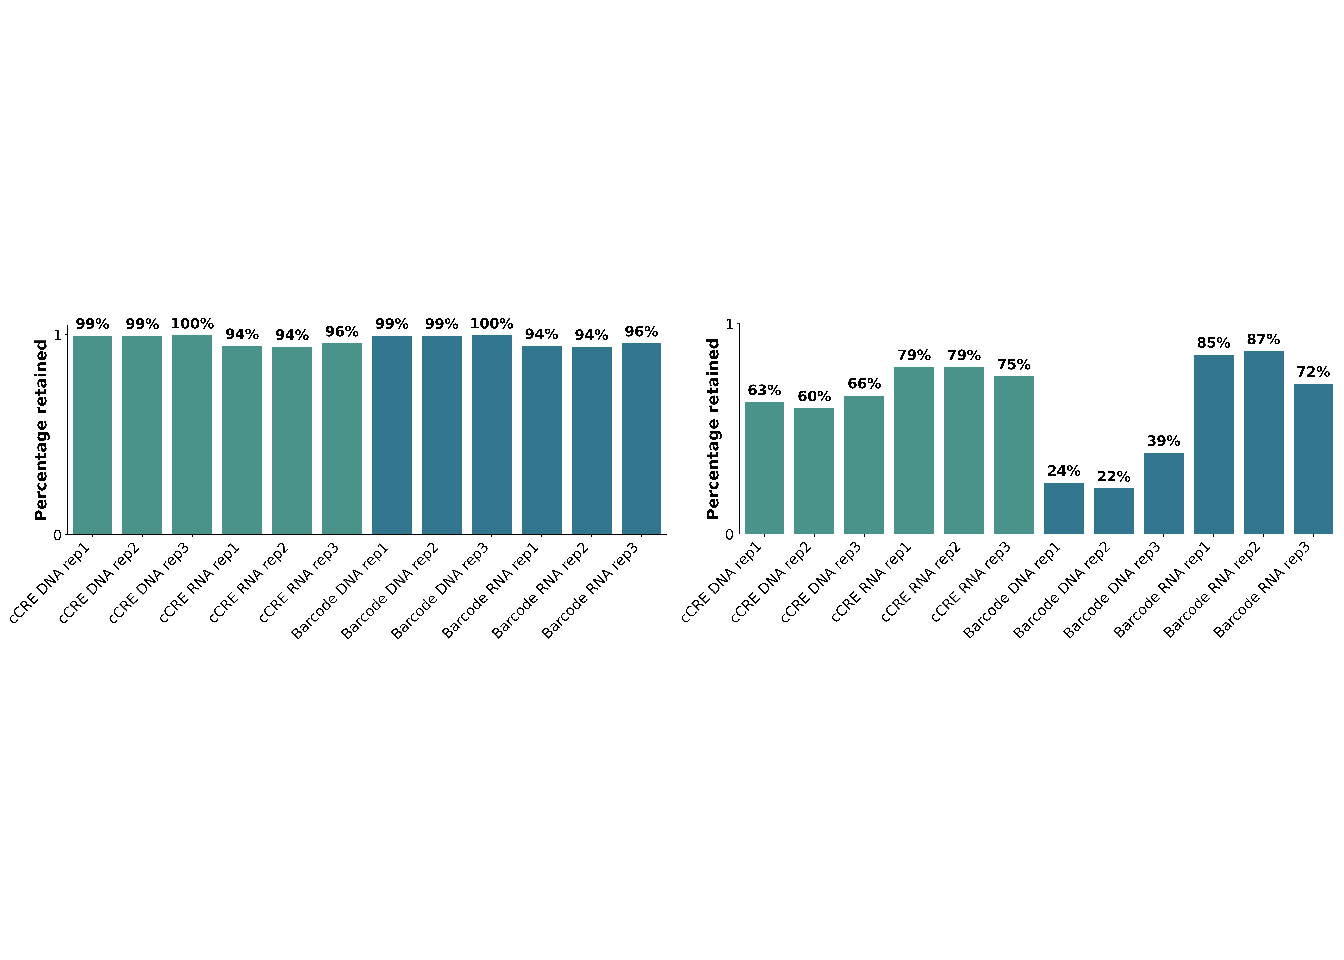 99% 99% 100% 94% 94% 96% 99% 99% 100% 94% 94% 96%
Percentage retained
1
0
cCRE DNA rep1
cCRE DNA rep2
cCRE DNA rep3
cCRE RNA rep1
cCRE RNA rep2
cCRE RNA rep3
Barcode DNA rep1
Barcode DNA rep2
Barcode DNA rep3
Barcode RNA rep1
Barcode RNA rep2
Barcode RNA rep3
63% 60% 66% 79% 79% 75% 24% 22% 39% 85% 87% 72%
Percentage retained
1
0
cCRE DNA rep1
cCRE DNA rep2
cCRE DNA rep3
cCRE RNA rep1
cCRE RNA rep2
cCRE RNA rep3
Barcode DNA rep1
Barcode DNA rep2
Barcode DNA rep3
Barcode RNA rep1
Barcode RNA rep2
Barcode RNA rep3